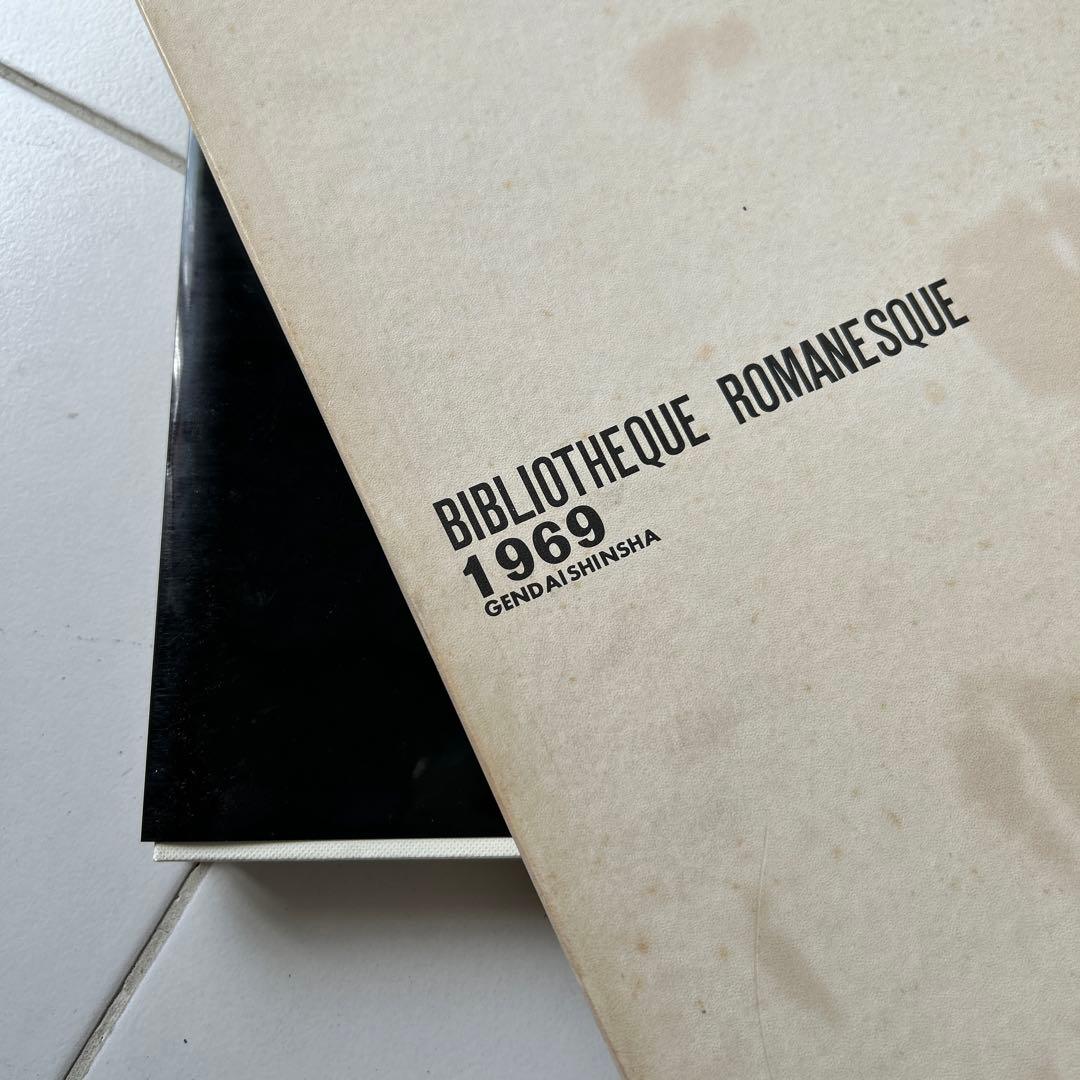 BIBLIOTHEQUE ROMANESQUE
1969
GENDAISHINSHA